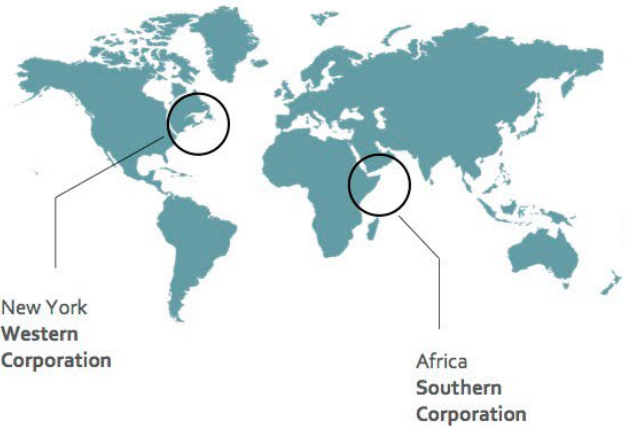 New York
Western
Corporation
Africa
Southern
Corporation